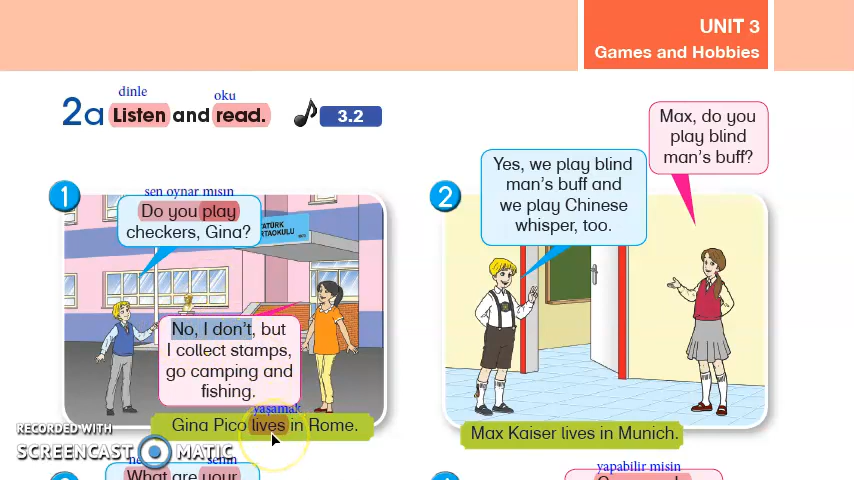 UNIT 3
Games and Hobbies
dinle
oku
2a Listen and read.
3.2
1
sen oynar mısın
Do you play
checkers, Gina?
ATÜRK
RTAOKULU
No, I don't, but
I collect stamps,
go camping and
fishing.
yaşamak
Gina Pico lives in Rome.
2
Max, do you
play blind
man's buff?
Yes, we play blind
man's buff and
we play Chinese
whisper, too.
Max Kaiser lives in Munich.
RECORDED WITH
SCREENCAST MATIC
senin
What are your
yapabilir misin